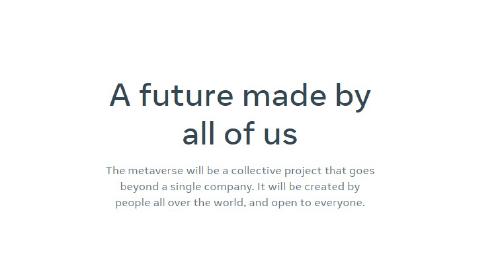 A future made by
all of us
The metaverse will be a collective project that goes
beyond a single company. It will be created by
people all over the world, and open to everyone.